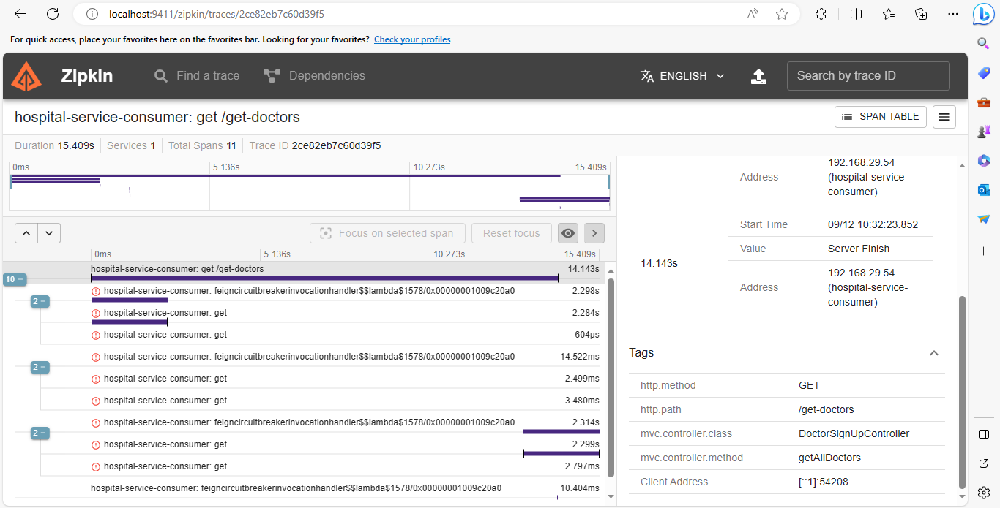 localhost:9411/zipkin/traces/2ce82eb7c60d39f5
For quick access, place your favorites here on the favorites bar. Looking for your favorites? Check your profiles
Zipkin
Find a trace
Dependencies
ENGLISH
Search by trace ID
hospital-service-consumer: get /get-doctors
SPAN TABLE
Duration 15.409s
Services 1
Total Spans 11
Trace ID 2ce82eb7c60d39f5
0ms 5.136s 10.273s 15.409s
Focus on selected span
Reset focus
0ms 5.136s 10.273s 15.409s
hospital-service-consumer: get /get-doctors 14.143s
10 −
hospital-service-consumer: feigncircuitbreakerinvocationhandler$$lambda$1578/0x00000001009c20a0 2.298s
2 −
hospital-service-consumer: get 2.284s
hospital-service-consumer: get 604μs
hospital-service-consumer: feigncircuitbreakerinvocationhandler$$lambda$1578/0x00000001009c20a0 14.522ms
2 −
hospital-service-consumer: get 2.499ms
hospital-service-consumer: get 3.480ms
hospital-service-consumer: feigncircuitbreakerinvocationhandler$$lambda$1578/0x00000001009c20a0 2.314s
2 −
hospital-service-consumer: get 2.299s
hospital-service-consumer: get 2.797ms
hospital-service-consumer: feigncircuitbreakerinvocationhandler$$lambda$1578/0x00000001009c20a0 10.404ms
Address
192.168.29.54
(hospital-service-
consumer)
14.143s
Start Time 09/12 10:32:23.852
Value Server Finish
Address
192.168.29.54
(hospital-service-
consumer)
Tags
http.method GET
http.path /get-doctors
mvc.controller.class DoctorSignUpController
mvc.controller.method getAllDoctors
Client Address [::1]:54208